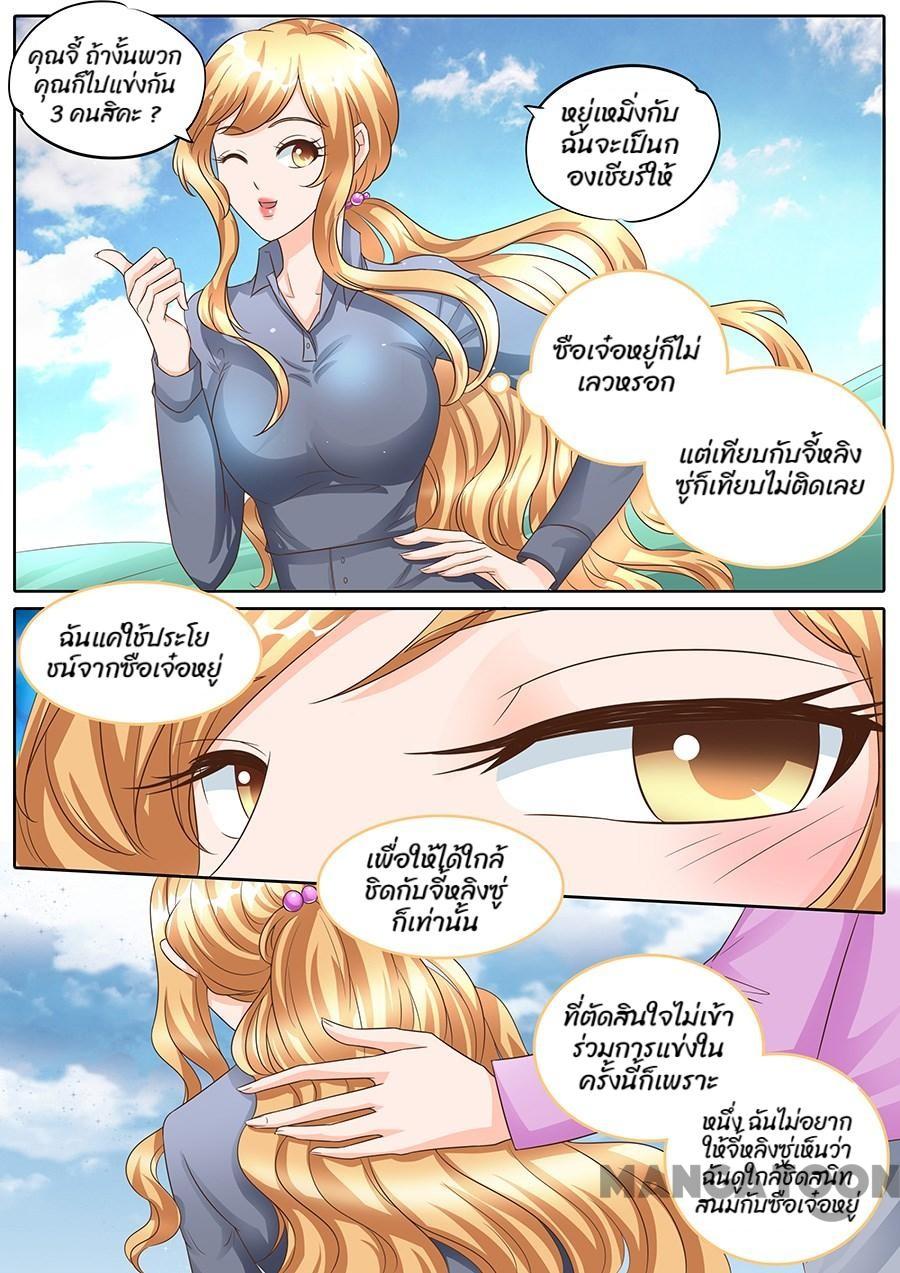 คุณจี้ ถ้างั้นพวก
คุณก็ไปแข่งกัน
3 คนสิคะ ?
หยู่เหมิ่งกับ
ฉันจะเป็นก
องเชียร์ให้
ซือเจ๋อหยู่ก็ไม่
เลวหรอก
แต่เทียบกับจี้หลิง
ซู่ก็เทียบไม่ติดเลย
ฉันแค่ใช้ประโย
ชน์จากซือเจ๋อหยู่
เพื่อให้ได้ใกล้
ชิดกับจี้หลิงซู่
ก็เท่านั้น
ที่ตัดสินใจไม่เข้า
ร่วมการแข่งใน
ครั้งนี้ก็เพราะ
หนึ่ง ฉันไม่อยาก
ให้จี้หลิงซู่เห็นว่า
ฉันดูใกล้ชิดสนิท
สนมกับซือเจ๋อหยู่
MANGATOON